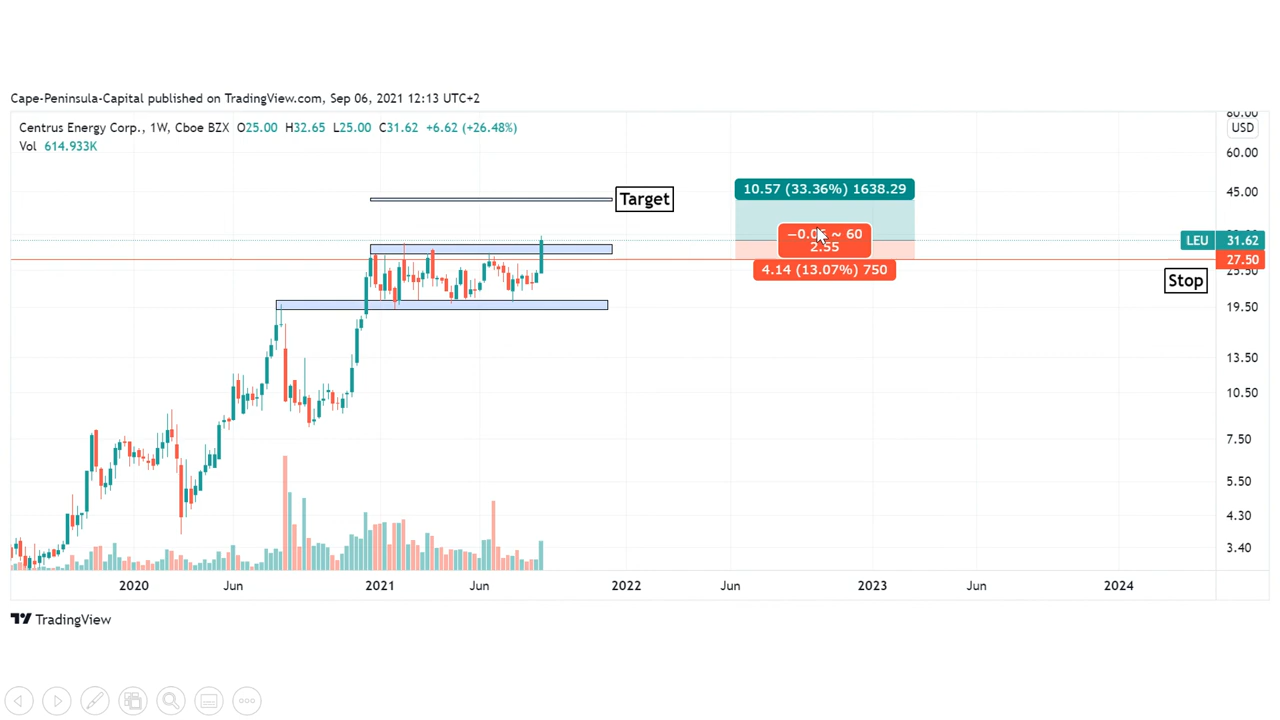 Cape-Peninsula-Capital published on TradingView.com, Sep 06, 2021 12:13 UTC+2
Centrus Energy Corp., 1W, Cboe BZX O25.00 H32.65 L25.00 C31.62 +6.62 (+26.48%)
Vol 614.933K
USD
60.00
45.00
Target
10.57 (33.36%) 1638.29
~ 60
2.55
LEU 31.62
27.50
4.14 (13.07%) 750
Stop
19.50
13.50
10.50
7.50
5.50
4.30
3.40
2020 Jun 2021 Jun 2022 Jun 2023 Jun 2024
TradingView